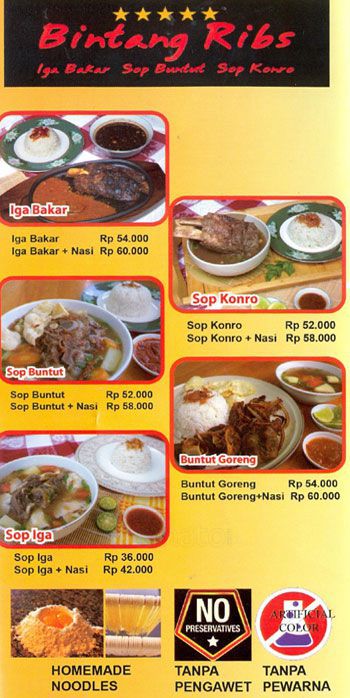 Bintang Ribs
Iga Bakar Sop Buntut Sop Konro
Iga Bakar
Iga Bakar Rp 54.000
Iga Bakar + Nasi Rp 60.000
Sop Konro
Sop Konro Rp 52.000
Sop Konro + Nasi Rp 58.000
Sop Buntut
Sop Buntut Rp 52.000
Sop Buntut + Nasi Rp 58.000
Buntut Goreng
Buntut Goreng Rp 54.000
Buntut Goreng+Nasi Rp 60.000
Sop Iga
Sop Iga Rp 36.000
Sop Iga + Nasi Rp 42.000
NO
PRESERVATIVES
ARTIFICIAL
COLOR
HOMEMADE
NOODLES
TANPA
PENGAWET
TANPA
PEWARNA